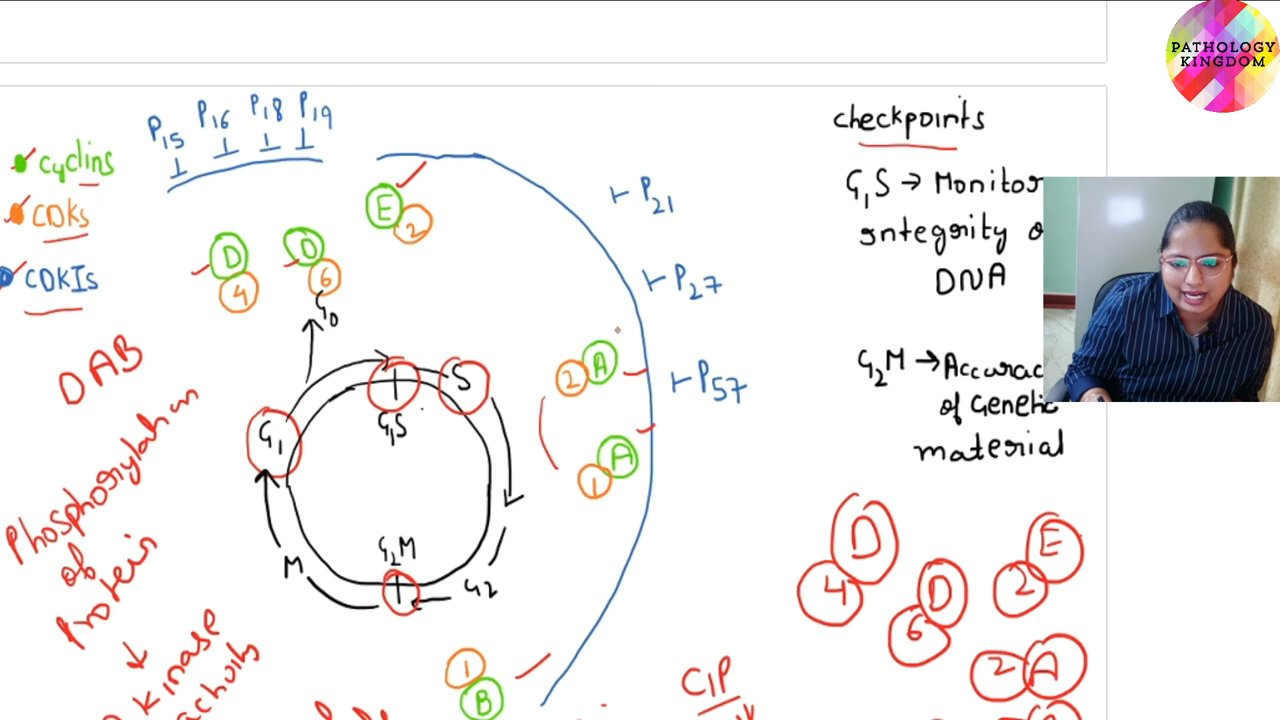 PATHOLOGY
KINGDOM
P15 P16 P18 P19
cyclins
CDKs
CDKIs
E
2
D
4
D
6
G0
P21
P27
P57
checkpoints
G1S → Monitor
Integrity
DNA
G2M → Accurac
of Genetic
material
DAB
Phosphorylation
of
Protein
↓
Kinase
G1
G1S
S
G2
G2M
M
2 A
A
1
1
B
D
4
D
6
E
2
2 A
CIP